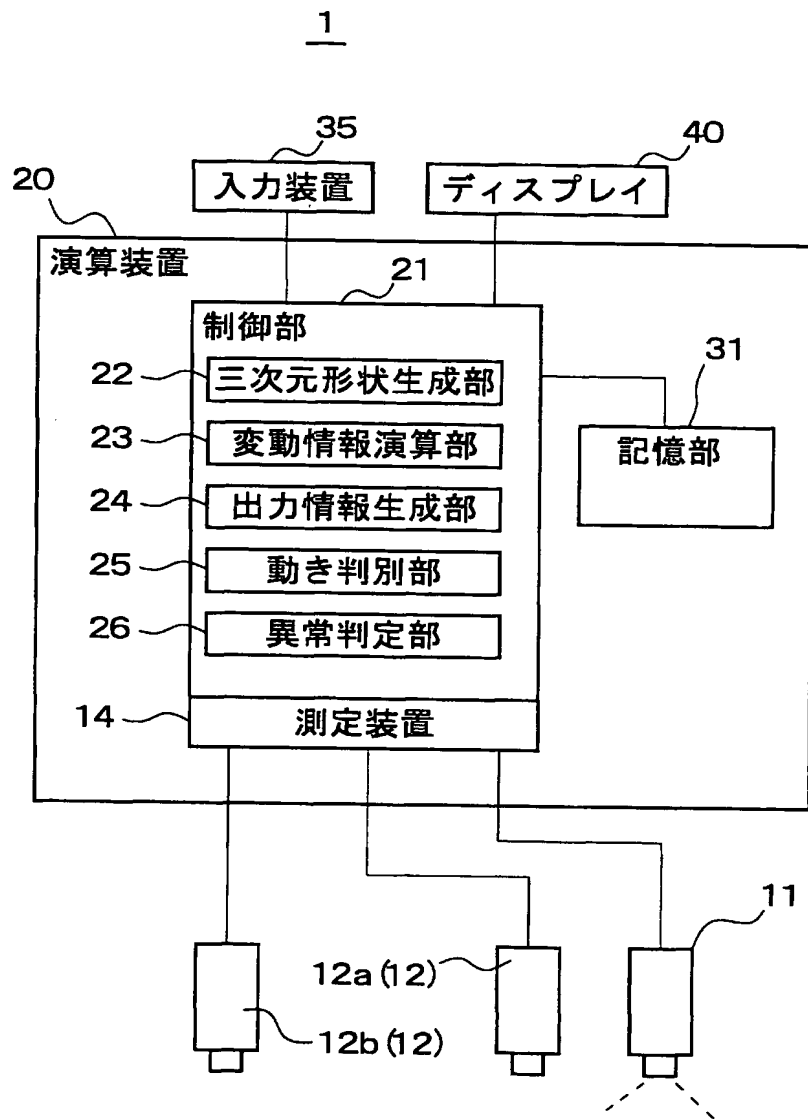 1
35
40
20
入力装置
ディスプレイ
演算装置
21
制御部
31
22
三次元形状生成部
記憶部
23
変動情報演算部
24
出力情報生成部
25
動き判別部
26
異常判定部
14
測定装置
11
12a(12)
12b(12)